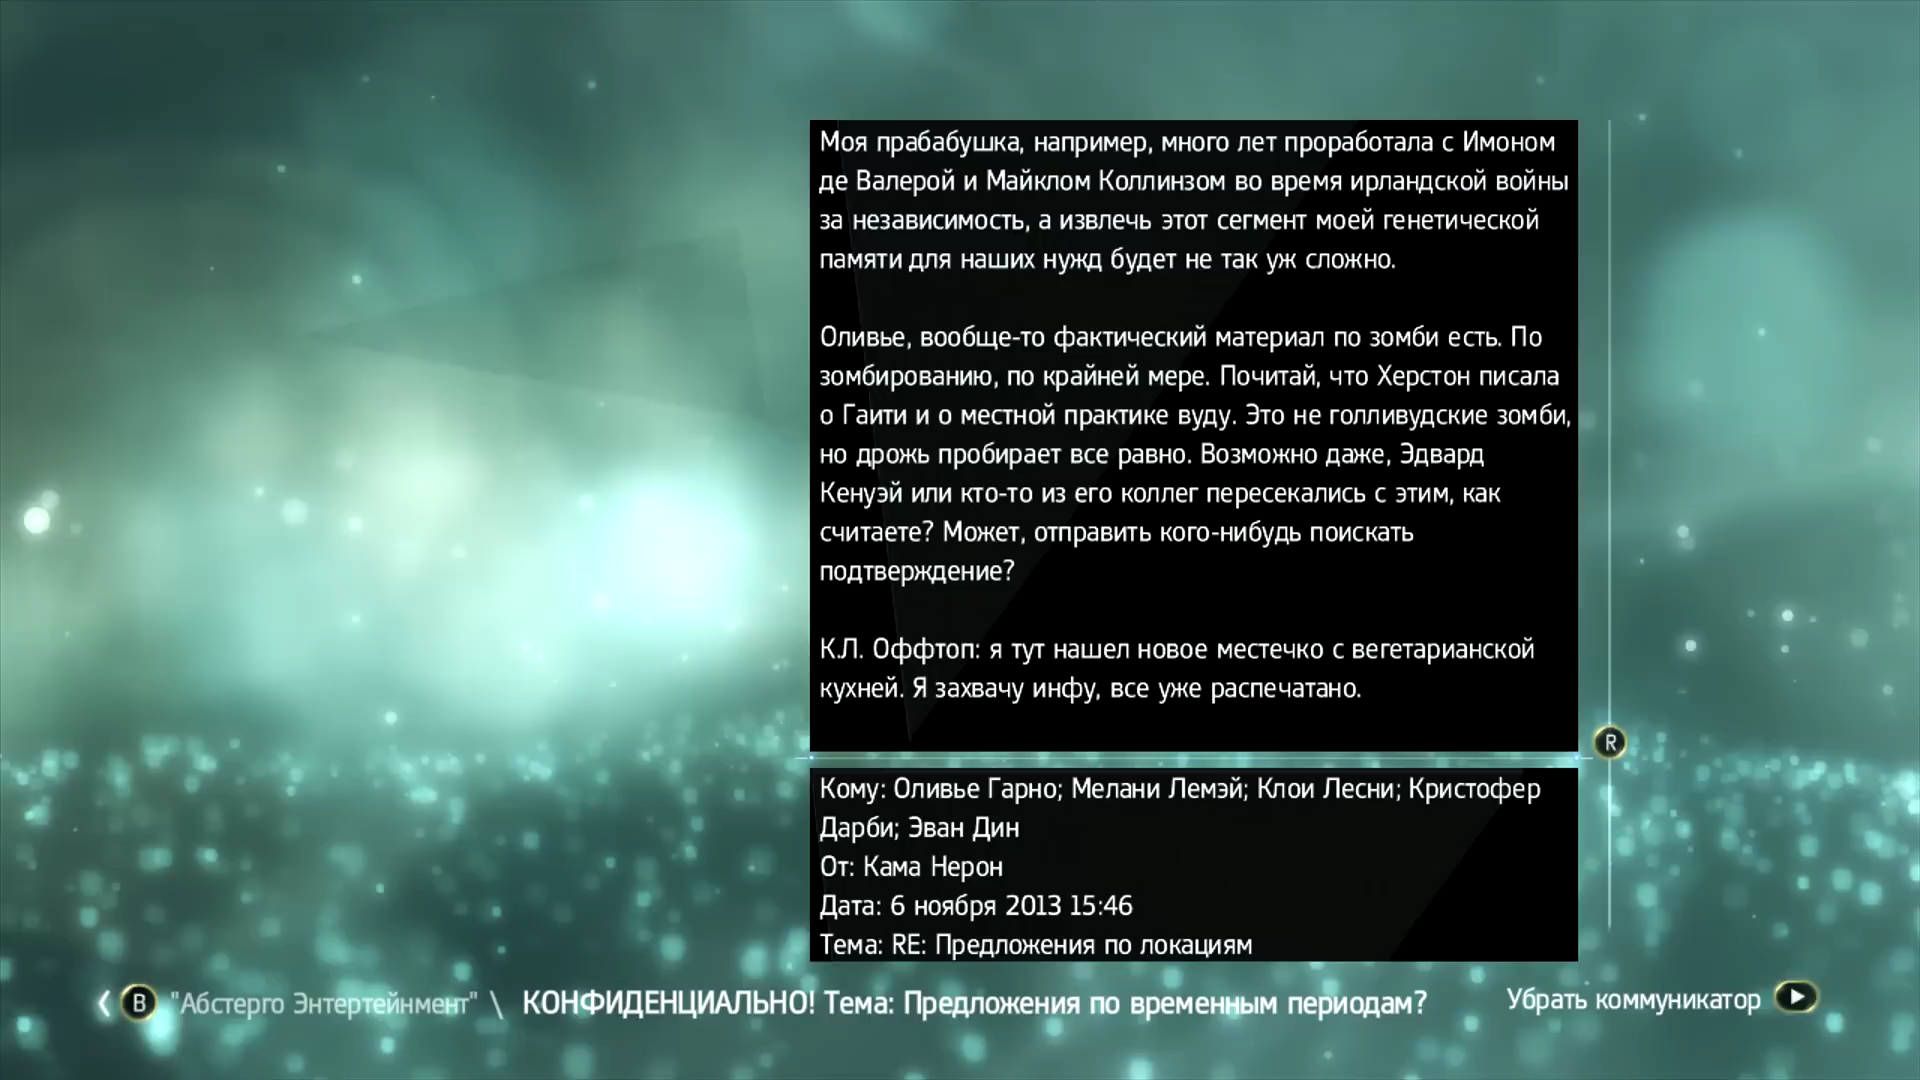 Моя прабабушка, например, много лет проработала с Имоном
де Валерой и Майклом Коллинзом во время ирландской войны
за независимость, а извлечь этот сегмент моей генетической
памяти для наших нужд будет не так уж сложно.
Оливье, вообще-то фактический материал по зомби есть. По
зомбированию, по крайней мере. Почитай, что Херстон писала
о Гаити и о местной практике вуду. Это не голливудские зомби,
но дрожь пробирает все равно. Возможно даже, Эдвард
Кенуэй или кто-то из его коллег пересекались с этим, как
считаете? Может, отправить кого-нибудь поискать
подтверждение?
К.Л. Оффтоп: я тут нашел новое местечко с вегетарианской
кухней. Я захвачу инфу, все уже распечатано.
R
Кому: Оливье Гарно; Мелани Лемэй; Клои Лесни; Кристофер
Дарби; Эван Дин
От: Кама Нерон
Дата: 6 ноября 2013 15:46
Тема: RE: Предложения по локациям
B "Абстерго Энтертейнмент" \ КОНФИДЕНЦИАЛЬНО! Тема: Предложения по временным периодам?
Убрать коммуникатор